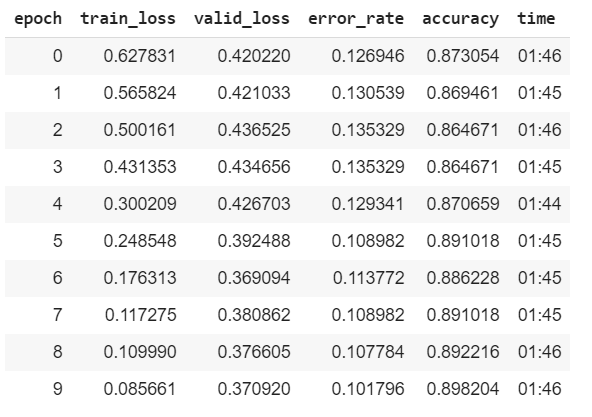 epoch train_loss valid_loss error_rate accuracy time
0 0.627831 0.420220 0.126946 0.873054 01:46
1 0.565824 0.421033 0.130539 0.869461 01:45
2 0.500161 0.436525 0.135329 0.864671 01:46
3 0.431353 0.434656 0.135329 0.864671 01:45
4 0.300209 0.426703 0.129341 0.870659 01:44
5 0.248548 0.392488 0.108982 0.891018 01:45
6 0.176313 0.369094 0.113772 0.886228 01:45
7 0.117275 0.380862 0.108982 0.891018 01:45
8 0.109990 0.376605 0.107784 0.892216 01:46
9 0.085661 0.370920 0.101796 0.898204 01:46